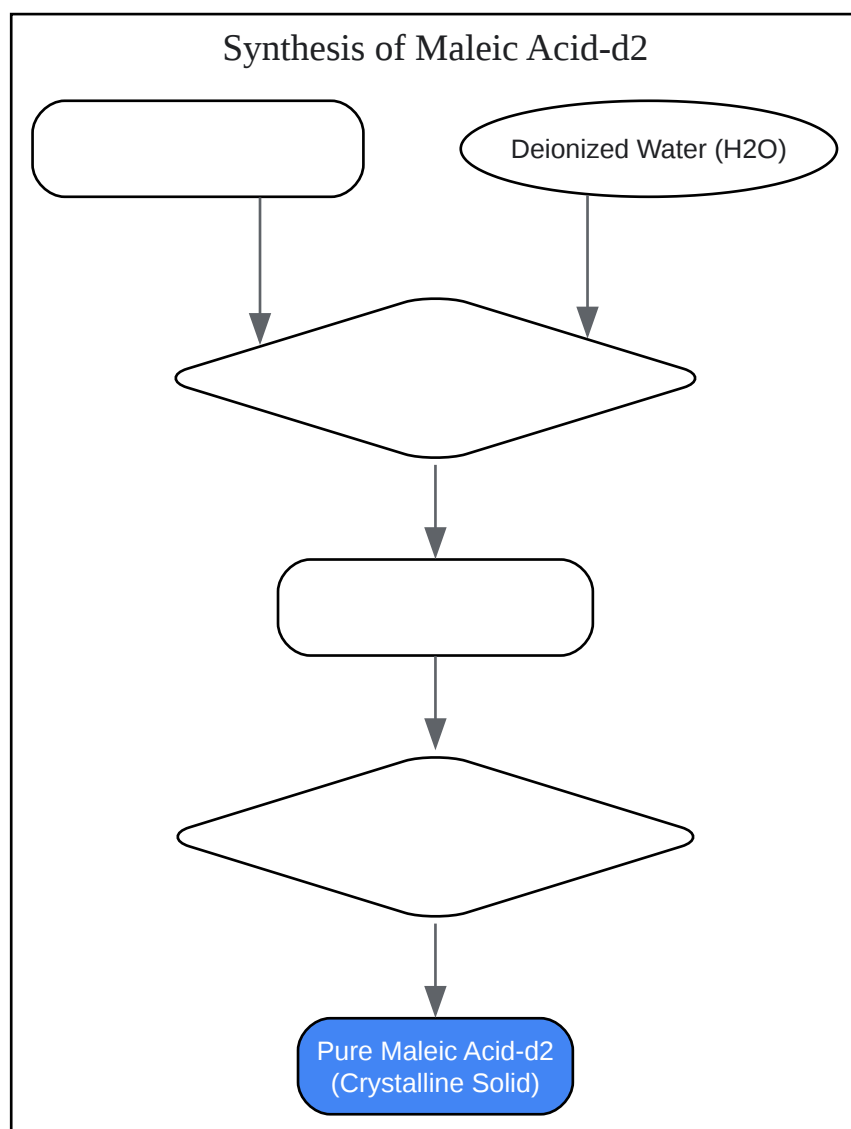 Synthesis of Maleic Acid-d2
Deionized Water (H2O)
Pure Maleic Acid-d2
(Crystalline Solid)